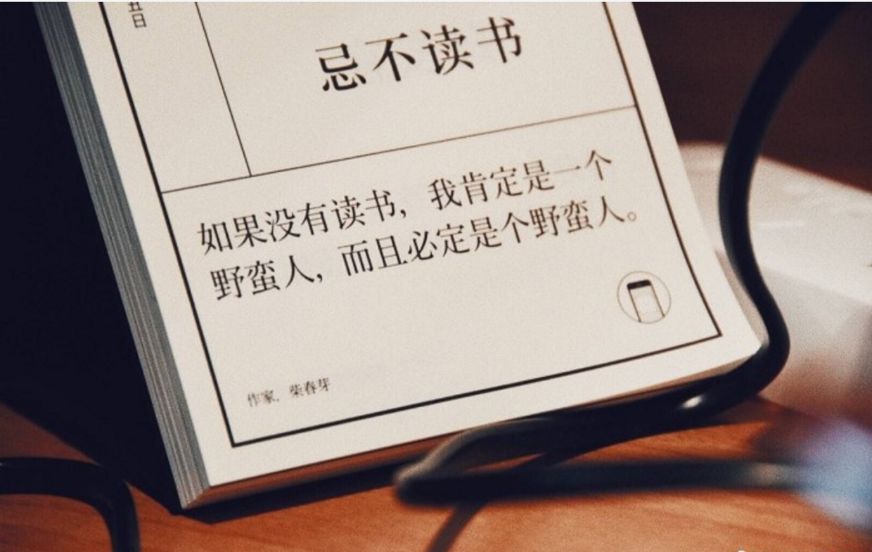 丑日
忌不读书
如果没有读书，我肯定是一个
野蛮人，而且必定是个野蛮人。
作家，柴春芽